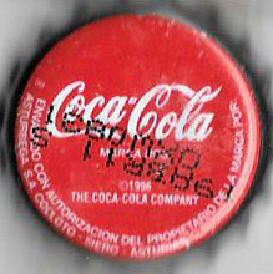 Coca-Cola
MARCA REG.
©1996
THE COCA-COLA COMPANY
ENVASADO CON AUTORIZACION DEL PROPIETARIO DE LA MARCA POR:
ASTURBEGA S.A. COLLOTO - SIERO - ASTURIAS